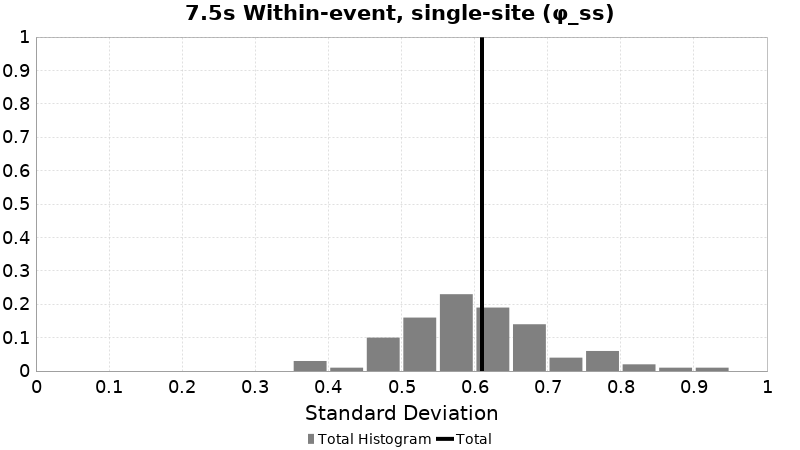 7.5s Within-event, single-site (φ_ss)
1
0.9
0.8
0.7
0.6
0.5
0.4
0.3
0.2
0.1
0
0 0.1 0.2 0.3 0.4 0.5 0.6 0.7 0.8 0.9 1
Standard Deviation
Total Histogram Total